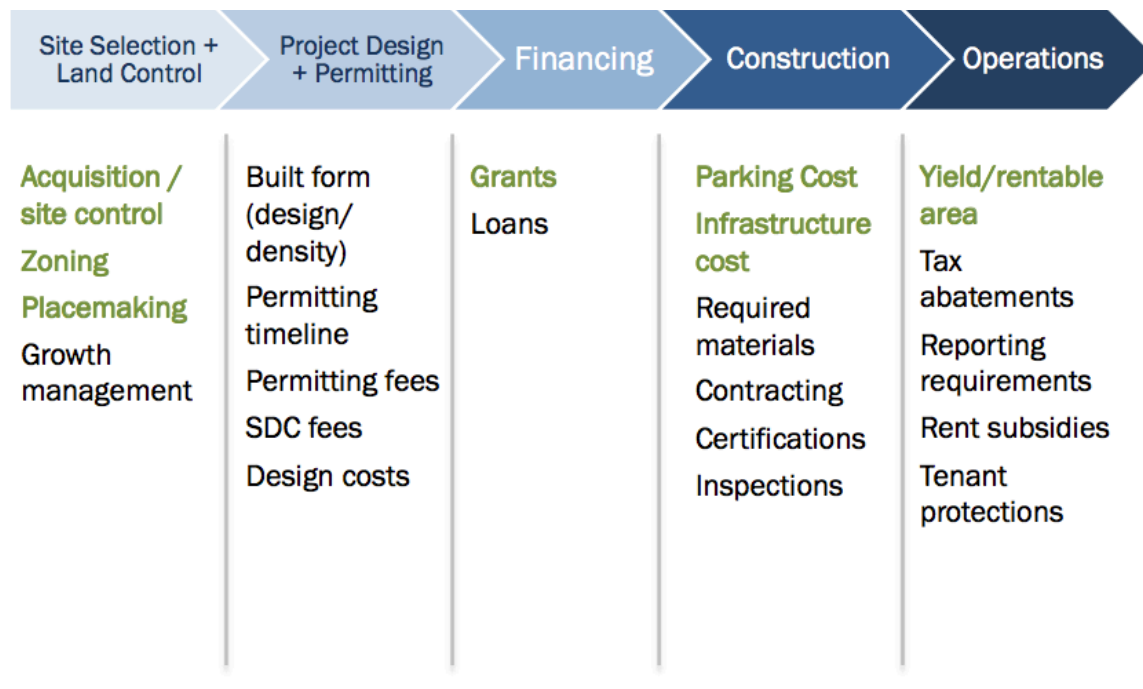 Site Selection +
Land Control
Project Design
+ Permitting
Financing
Construction
Operations
Acquisition /
site control
Zoning
Placemaking
Growth
management
Built form
(design/
density)
Permitting
timeline
Permitting fees
SDC fees
Design costs
Grants
Loans
Parking Cost
Infrastructure
cost
Required
materials
Contracting
Certifications
Inspections
Yield/rentable
area
Tax
abatements
Reporting
requirements
Rent subsidies
Tenant
protections